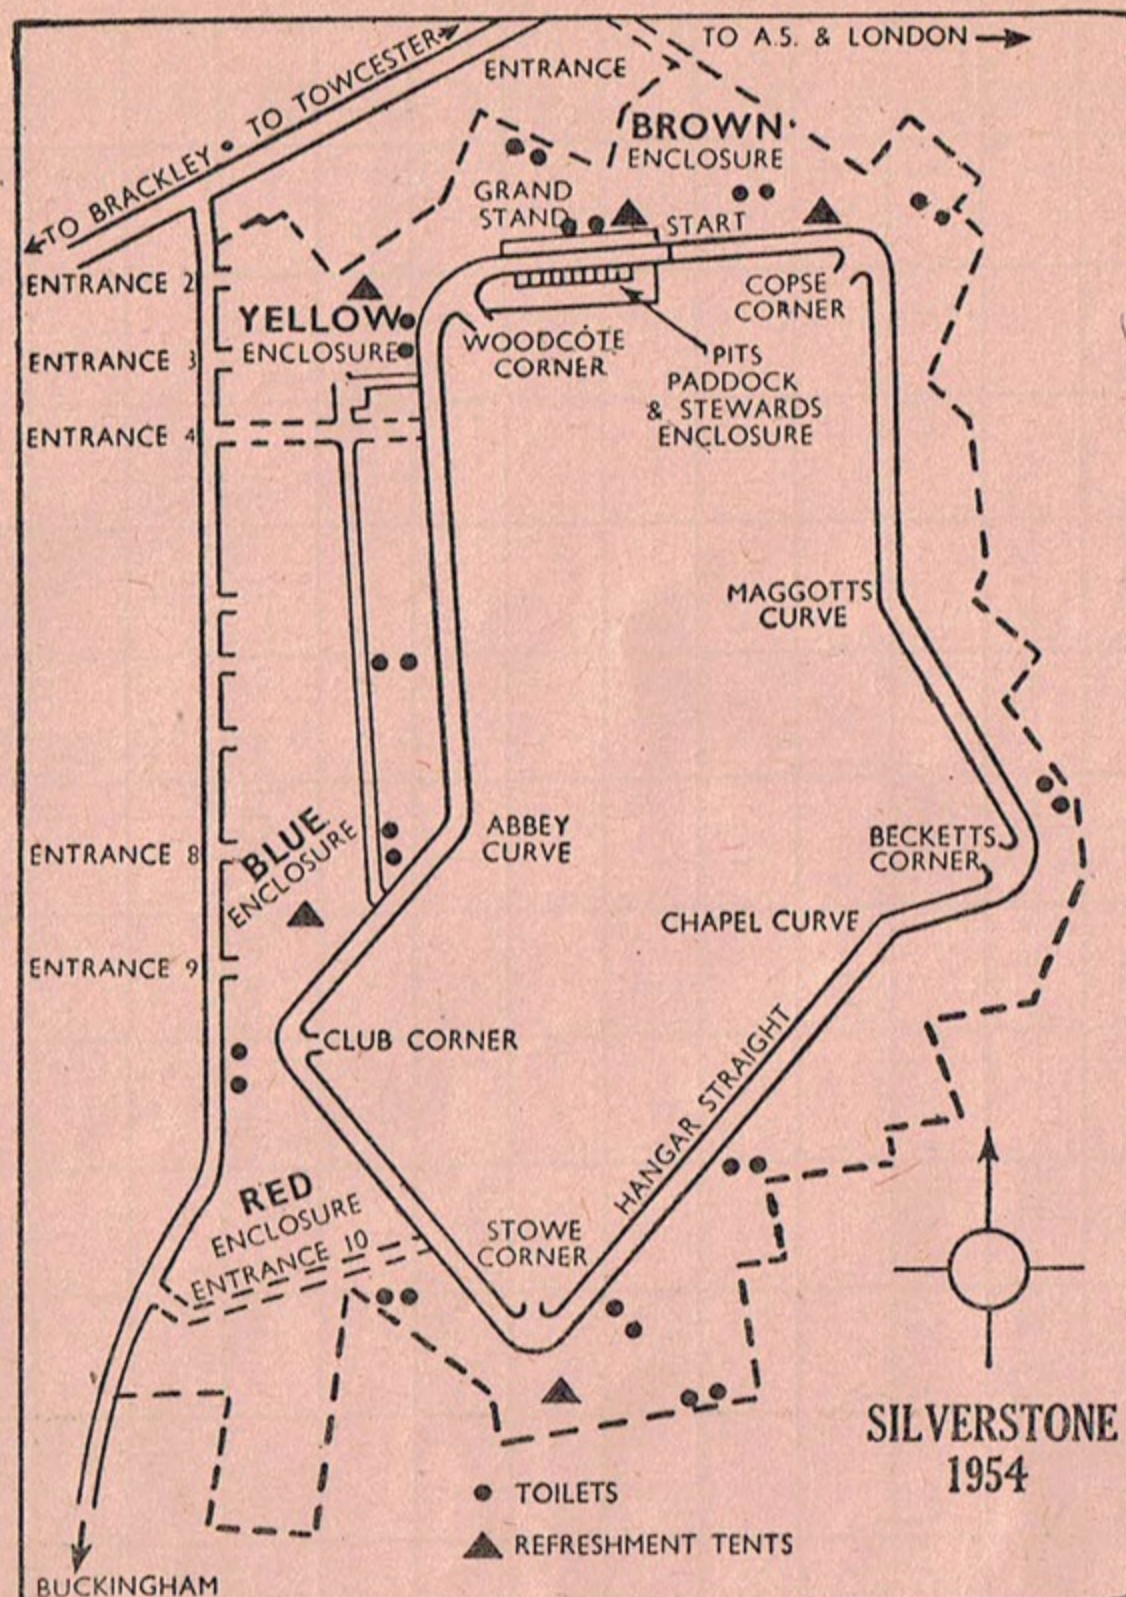 TO A.S. & LONDON
TO BRACKLEY • TO TOWCESTER
ENTRANCE
BROWN
ENCLOSURE
GRAND
STAND
START
ENTRANCE 2
COPSE
CORNER
YELLOW
ENCLOSURE
WOODCOTE
CORNER
ENTRANCE 3
PITS
PADDOCK
& STEWARDS
ENCLOSURE
ENTRANCE 4
MAGGOTTS
CURVE
ABBEY
CURVE
BECKETTS
CORNER
ENTRANCE 8
BLUE
ENCLOSURE
CHAPEL CURVE
ENTRANCE 9
CLUB CORNER
HANGAR STRAIGHT
RED
ENCLOSURE
ENTRANCE 10
STOWE
CORNER
SILVERSTONE
1954
TOILETS
REFRESHMENT TENTS
BUCKINGHAM